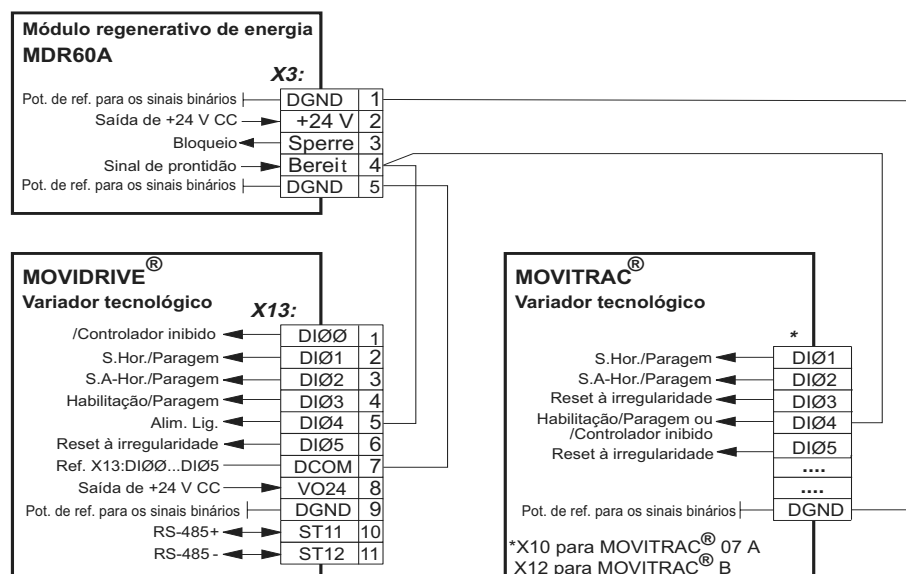 Módulo regenerativo de energia
MDR60A
X3:
Pot. de ref. para os sinais binários DGND 1
Saída de +24 V CC +24 V 2
Bloqueio Sperre 3
Sinal de prontidão Bereit 4
Pot. de ref. para os sinais binários DGND 5
MOVIDRIVE®
Variador tecnológico
X13:
/Controlador inibido DIØØ 1
S.Hor./Paragem DIØ1 2
S.A-Hor./Paragem DIØ2 3
Habilitação/Paragem DIØ3 4
Alim. Lig. DIØ4 5
Reset à irregularidade DIØ5 6
Ref. X13:DIØØ...DIØ5 DCOM 7
Saída de +24 V CC VO24 8
Pot. de ref. para os sinais binários DGND 9
RS-485+ ST11 10
RS-485 - ST12 11
MOVITRAC®
Variador tecnológico
*
S.Hor./Paragem DIØ1
S.A-Hor./Paragem DIØ2
Reset à irregularidade DIØ3
Habilitação/Paragem ou DIØ4
/Controlador inibido
Reset à irregularidade DIØ5
....
....
Pot. de ref. para os sinais binários DGND
*X10 para MOVITRAC® 07 A
X12 para MOVITRAC® B